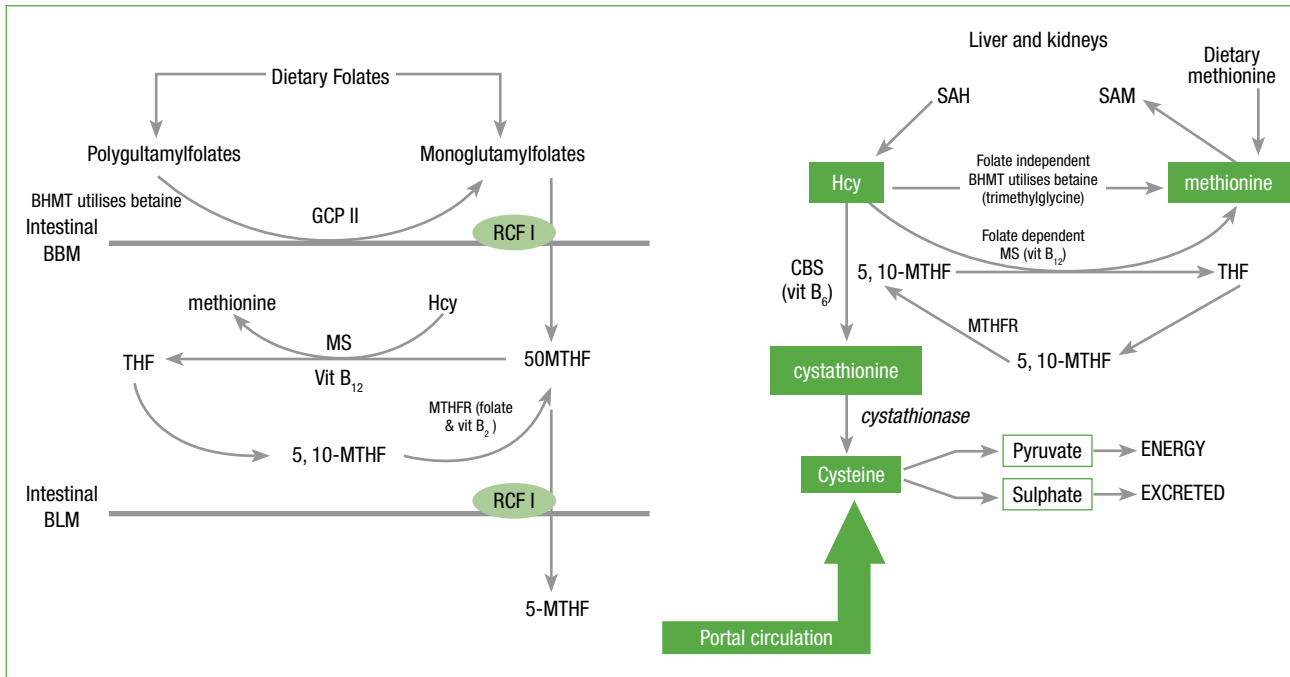 Dietary Folates
Polygultamylfolates
Monoglutamylfolates
BHMT utilises betaine
GCP II
Intestinal
BBM
RCF I
methionine
Hcy
MS
THF
50MTHF
Vit B₁₂
MTHFR (folate
& vit B₂ )
5, 10-MTHF
Intestinal
BLM
RCF I
5-MTHF
Liver and kidneys
Dietary
methionine
SAH
SAM
Hcy
Folate independent
BHMT utilises betaine
(trimethylglycine)
methionine
Folate dependent
MS (vit B₁₂)
CBS
(vit B₆)
5, 10-MTHF
THF
MTHFR
5, 10-MTHF
cystathionine
cystathionase
Cysteine
Pyruvate
ENERGY
Sulphate
EXCRETED
Portal circulation